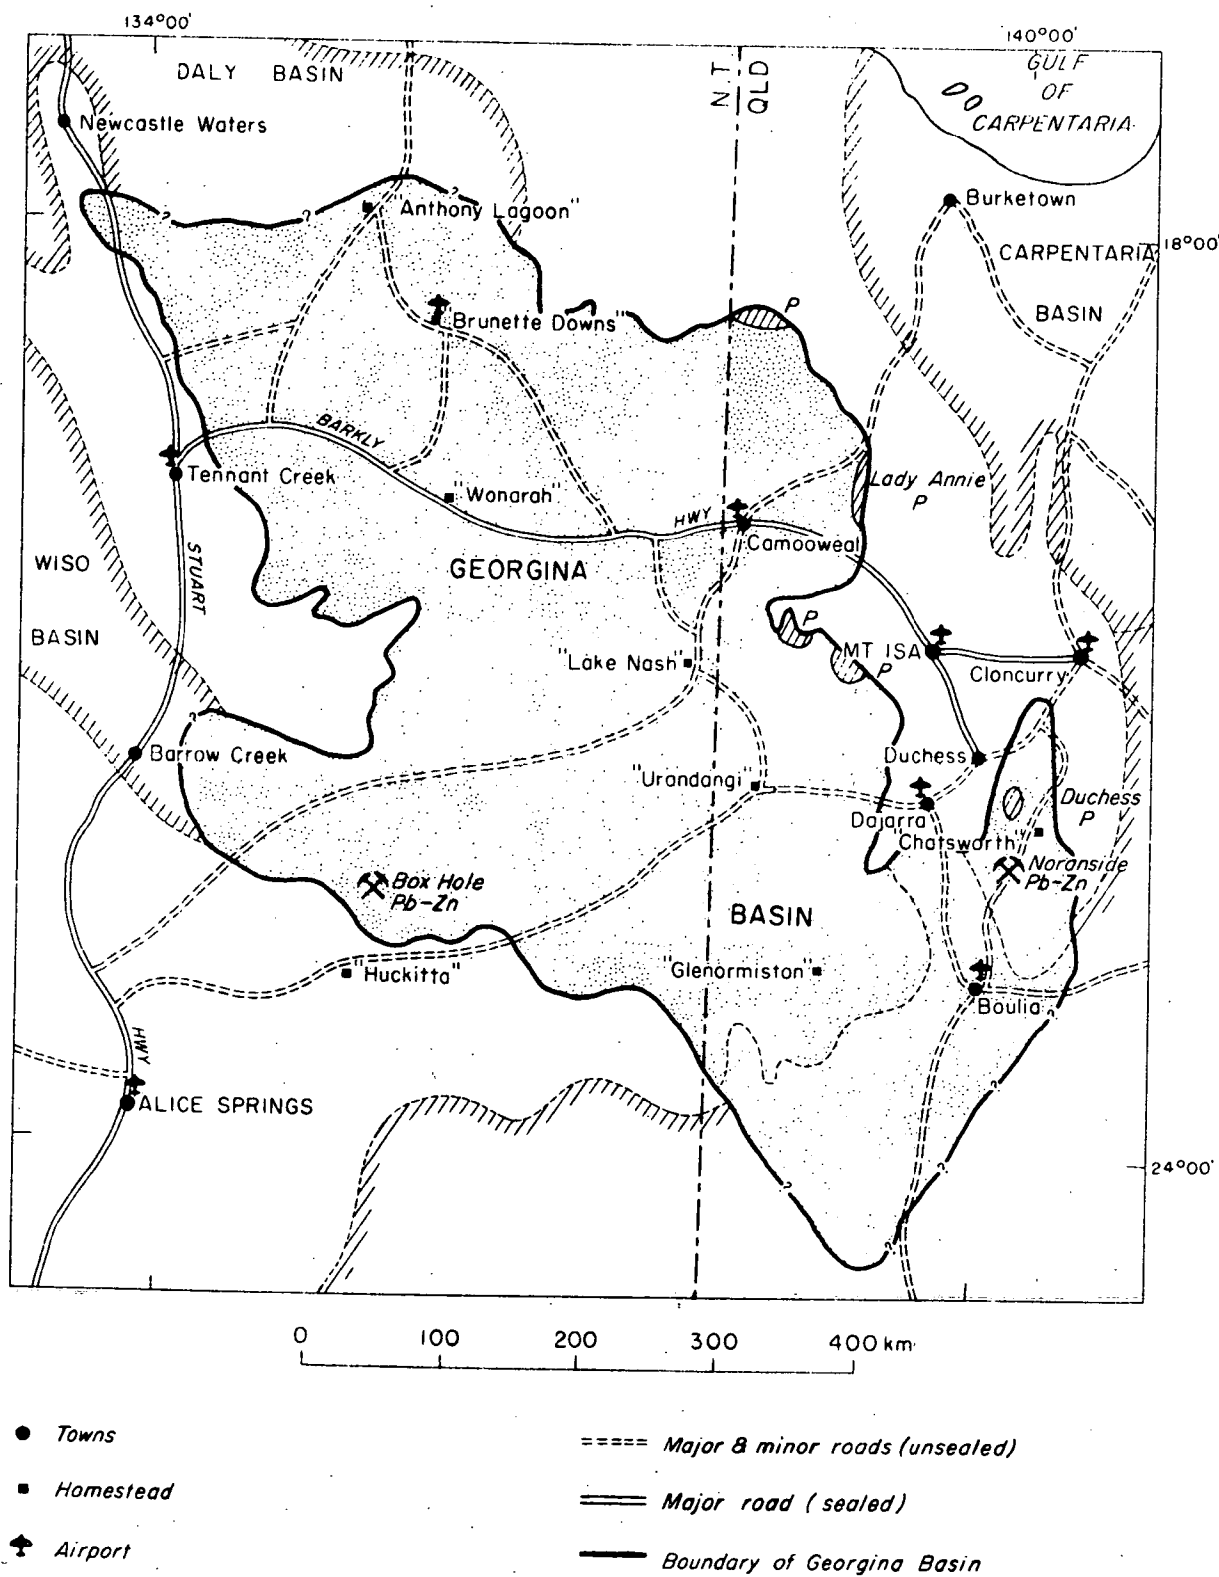 134°00'
140°00'
DALY BASIN
N T
QLD
GULF
OF
CARPENTARIA
Newcastle Waters
"Anthony Lagoon"
Burketown
CARPENTARIA
18°00'
BASIN
"Brunette Downs"
P
BARKLY
Tennant Creek
"Wonarah"
Lady Annie
P
HWY
Camooweal
WISO
BASIN
STUART
GEORGINA
P
"Lake Nash"
MT ISA
P
Cloncurry
Barrow Creek
Duchess
"Urandangi"
Dajarra
Duchess
P
"Chatsworth"
Noranside
Pb-Zn
Box Hole
Pb-Zn
BASIN
"Huckitta"
"Glenormiston"
Boulia
HWY
ALICE SPRINGS
24°00'
? ? ? ? ? ? ? ? ?
0 100 200 300 400 km
Towns
Homestead
Airport
Major & minor roads (unsealed)
Major road (sealed)
Boundary of Georgina Basin